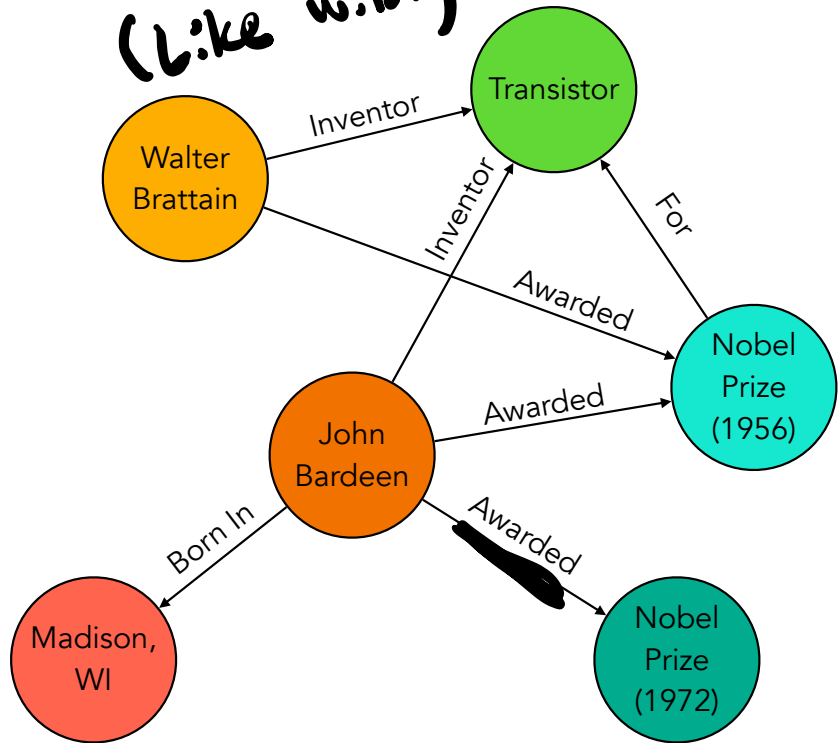 (Like
Transistor
Inventor
Walter
Brattain
Inventor
For
Awarded
Nobel
Prize
(1956)
Awarded
John
Bardeen
Born In
Awarded
Madison,
WI
Nobel
Prize
(1972)